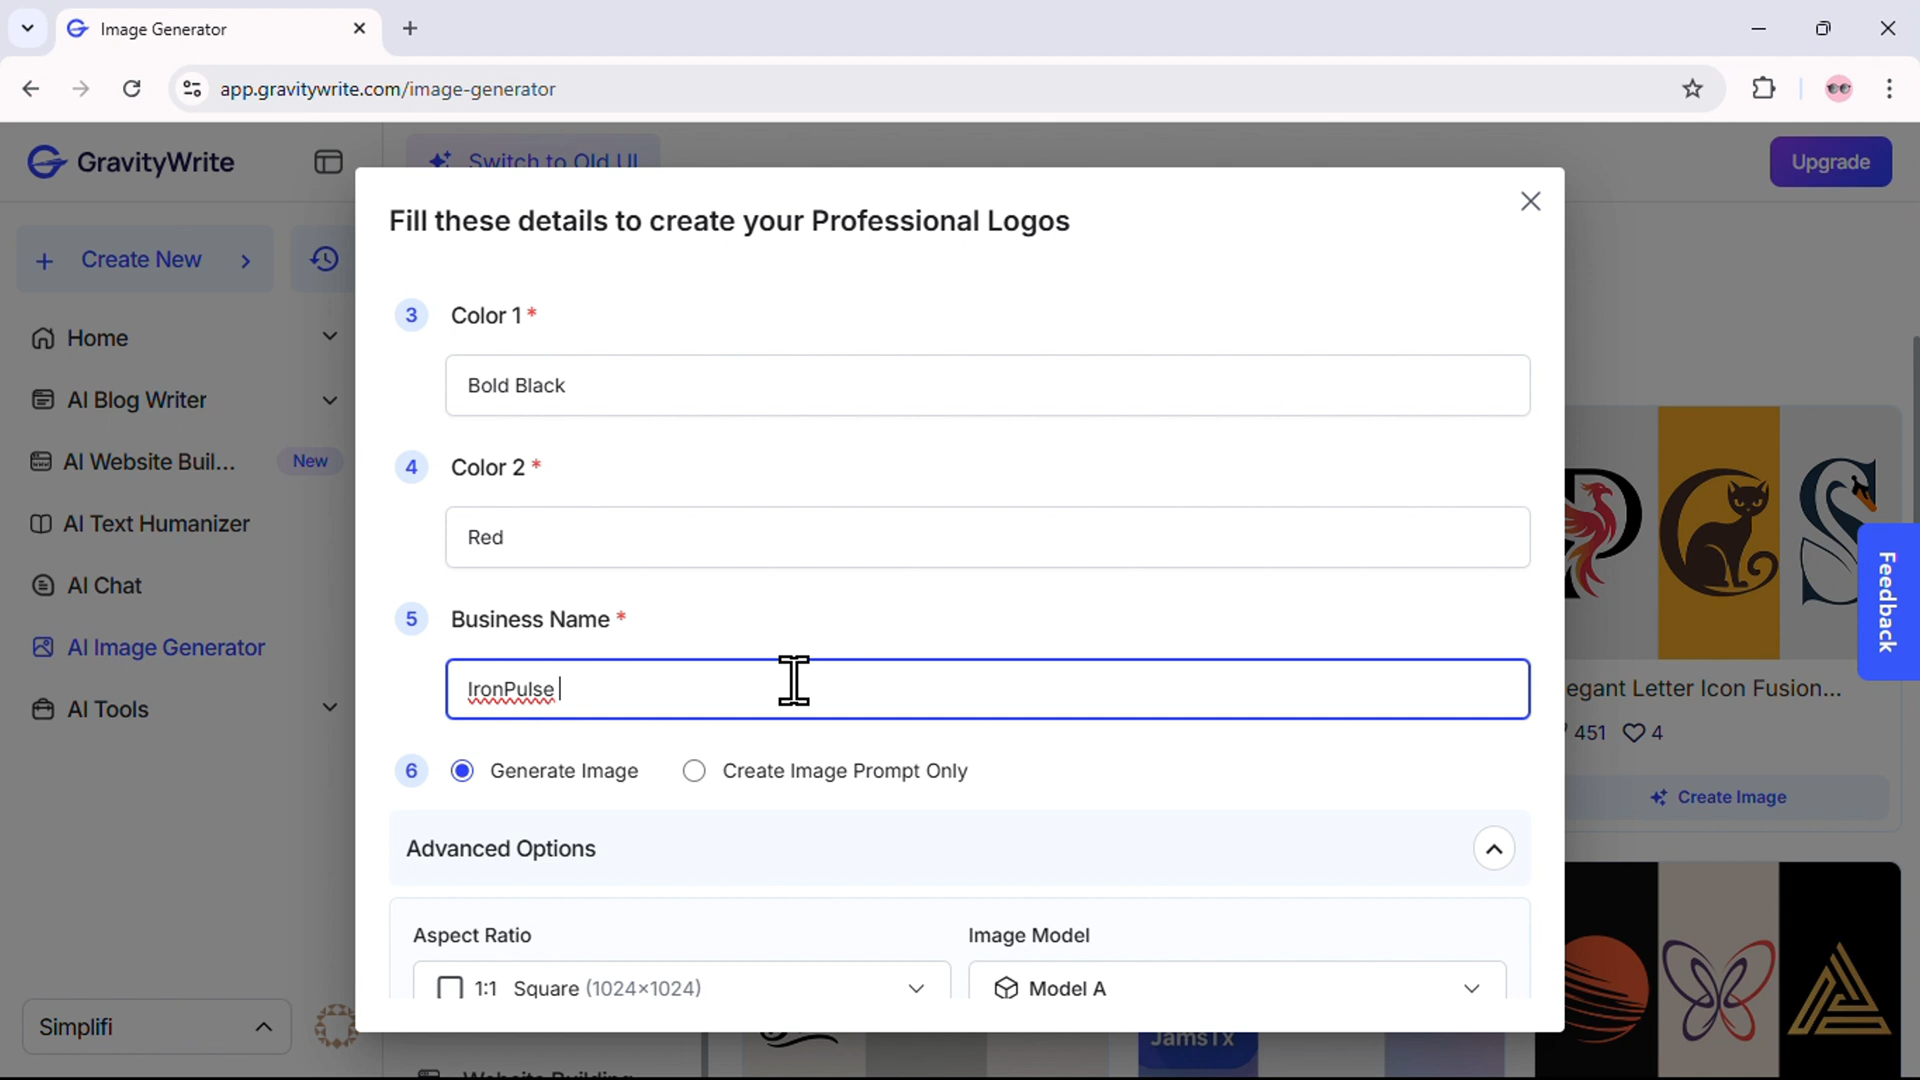 Image Generator
app.gravitywrite.com/image-generator
GravityWrite
Switch to Old UI
Upgrade
Fill these details to create your Professional Logos
Create New
Home
AI Blog Writer
AI Website Buil...
New
AI Text Humanizer
AI Chat
AI Image Generator
AI Tools
Simplifi
3 Color 1 *
Bold Black
4 Color 2 *
Red
5 Business Name *
IronPulse
6 Generate Image Create Image Prompt Only
Advanced Options
Aspect Ratio
Image Model
1:1 Square (1024×1024)
Model A
Feedback
egant Letter Icon Fusion...
451 4
Create Image
JamsTx
Website Building